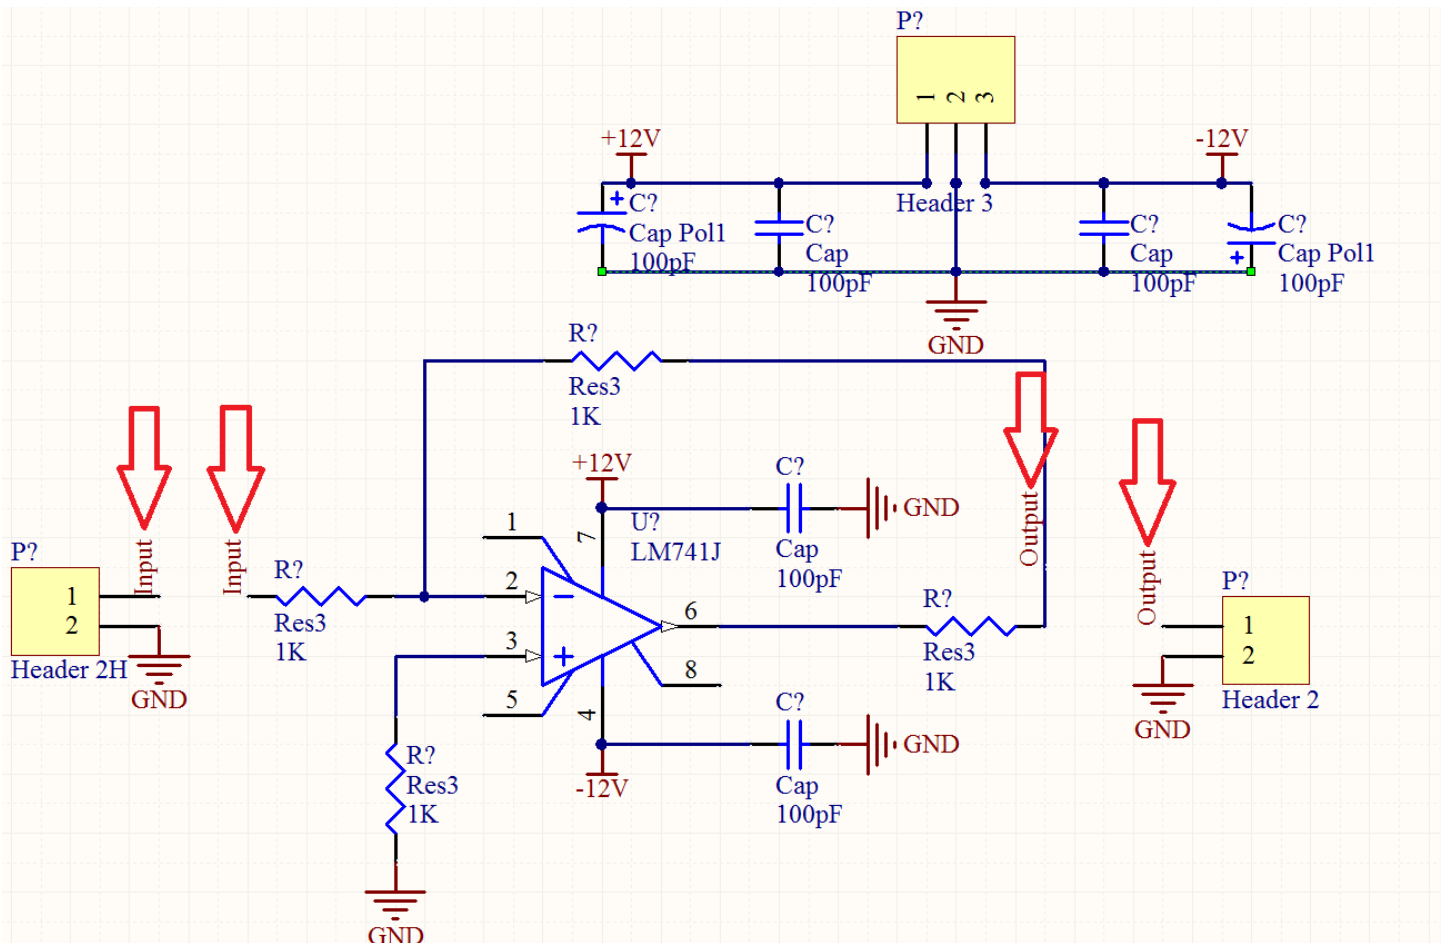 P?
1
2
3
Header 3
+12V
-12V
C?
Cap Pol1
100pF
C?
Cap
100pF
C?
Cap
100pF
C?
Cap Pol1
100pF
GND
R?
Res3
1K
+12V
C?
Cap
100pF
GND
U?
LM741J
1
7
2
3
6
8
5
4
P?
1
2
Header 2H
Input
GND
Input
R?
Res3
1K
Output
Output
R?
Res3
1K
P?
1
2
Header 2
GND
R?
Res3
1K
GND
-12V
C?
Cap
100pF
GND